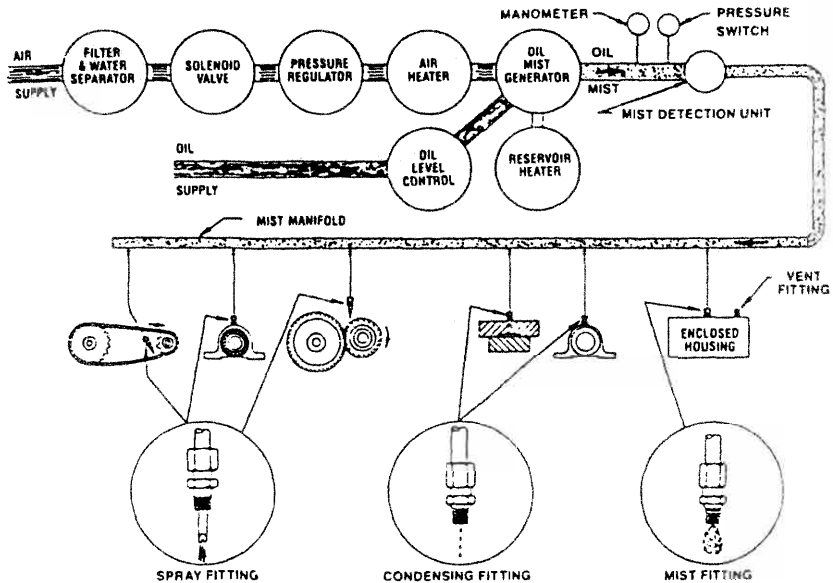 MANOMETER
PRESSURE
SWITCH
AIR
SUPPLY
FILTER
& WATER
SEPARATOR
SOLENOID
VALVE
PRESSURE
REGULATOR
AIR
HEATER
OIL
MIST
GENERATOR
OIL
MIST
MIST DETECTION UNIT
OIL
SUPPLY
OIL
LEVEL
CONTROL
RESERVOIR
HEATER
MIST MANIFOLD
VENT
FITTING
ENCLOSED
HOUSING
SPRAY FITTING
CONDENSING FITTING
MIST FITTING